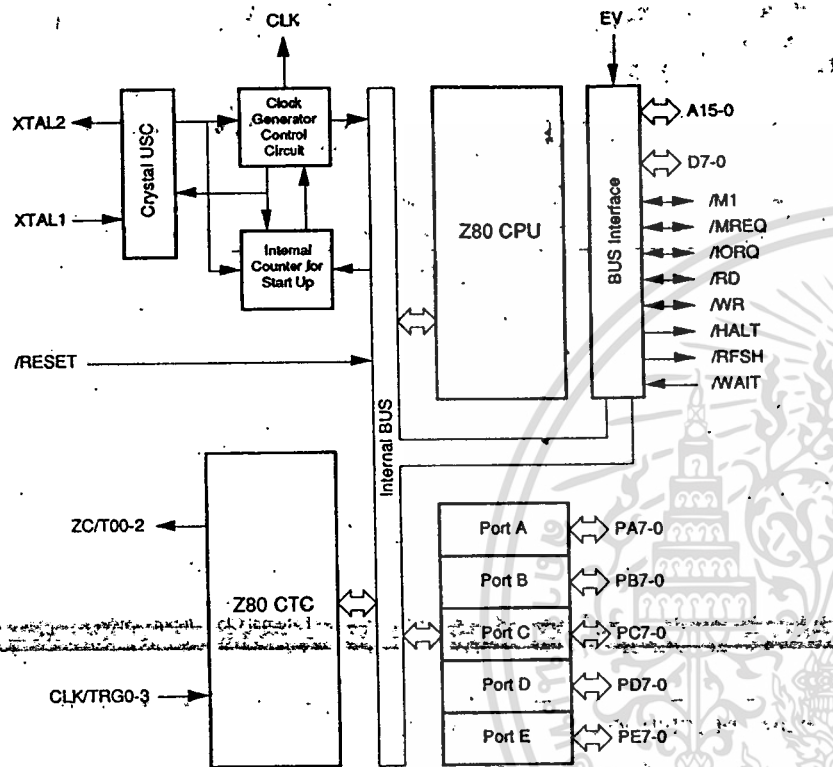 CLK
EV
XTAL2
XTAL1
Crystal USC
Clock
Generator
Control
Circuit
Internal
Counter for
Start Up
/RESET
Internal BUS
Z80 CPU
BUS Interface
A15-0
D7-0
/M1
/MREQ
/IORQ
/RD
/WR
/HALT
/RFSH
/WAIT
ZC/T00-2
CLK/TRG0-3
Z80 CTC
Port A
PA7-0
Port B
PB7-0
Port C
PC7-0
Port D
PD7-0
Port E
PE7-0